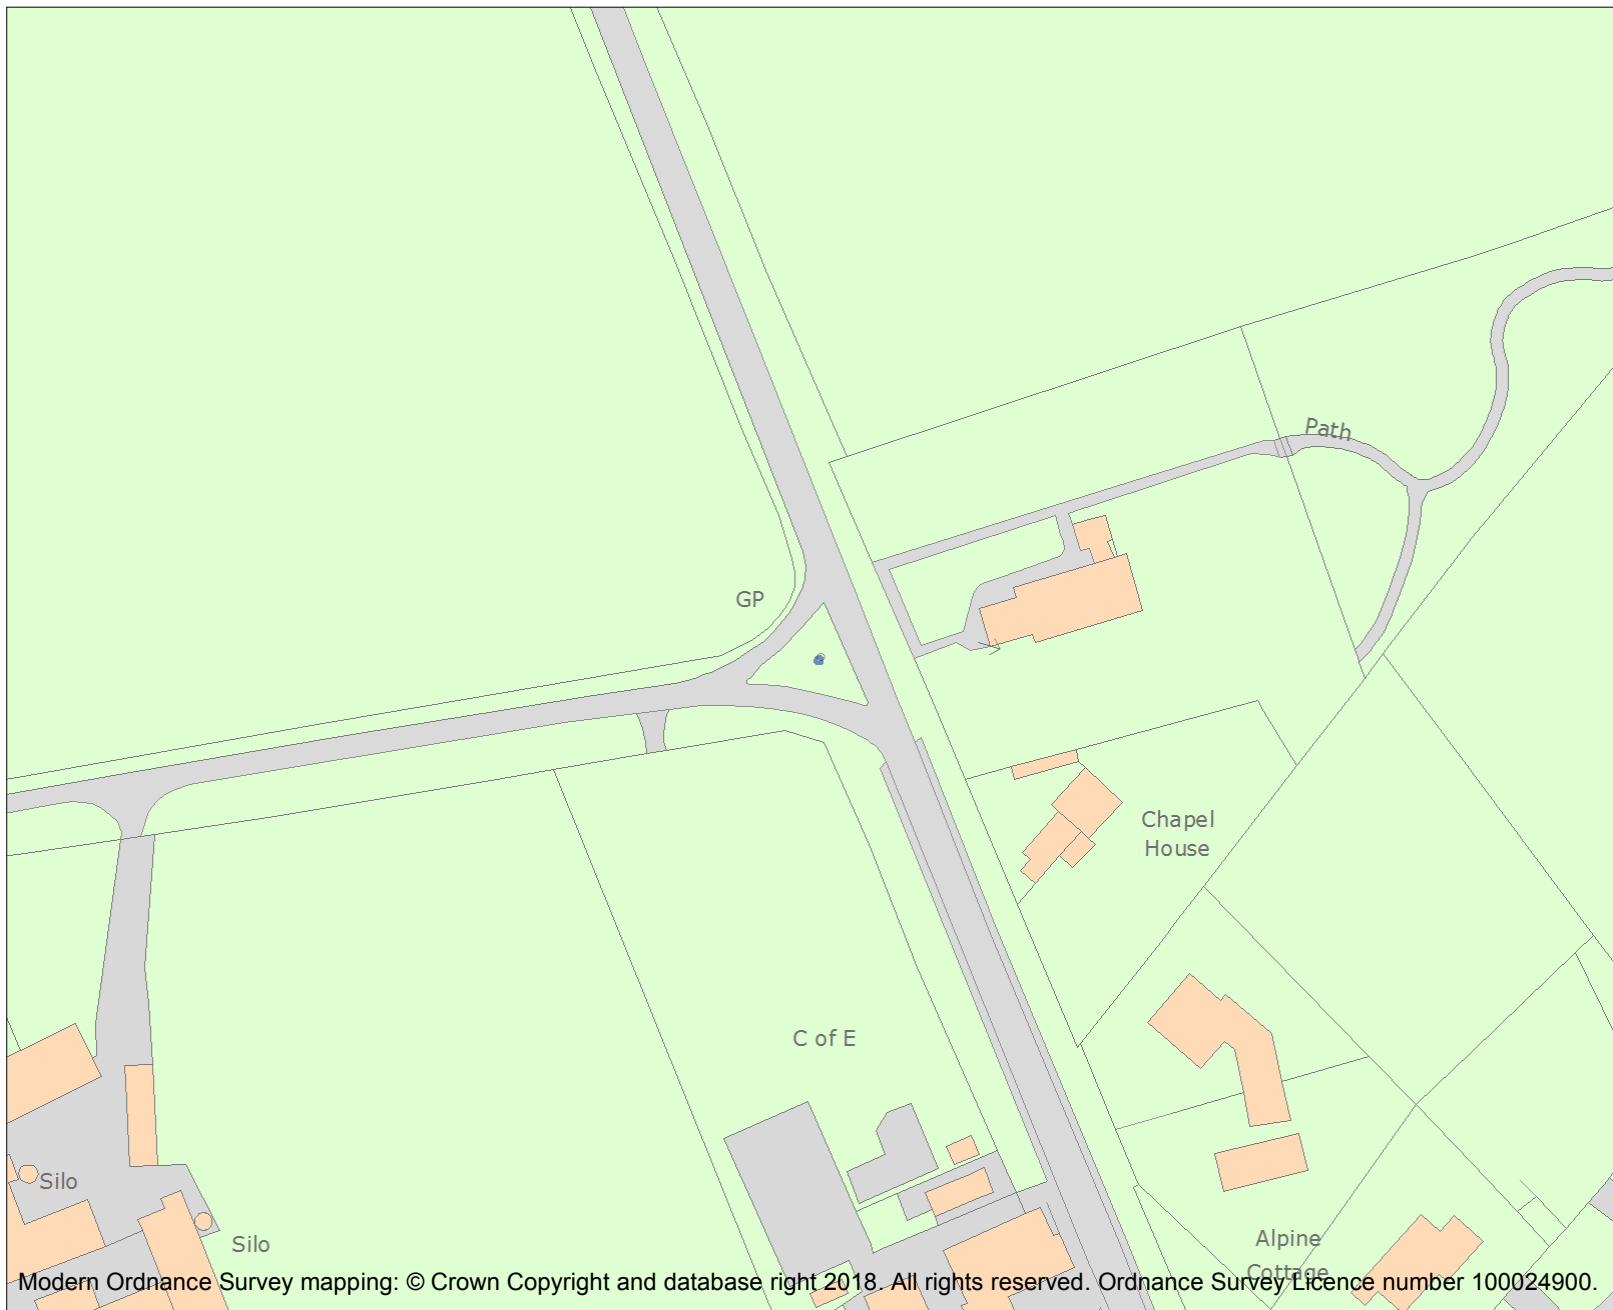 Path
GP
Chapel
House
C of E
Silo
Silo
Alpine
Cottage
Modern Ordnance Survey mapping: © Crown Copyright and database right 2018. All rights reserved. Ordnance Survey Licence number 100024900.